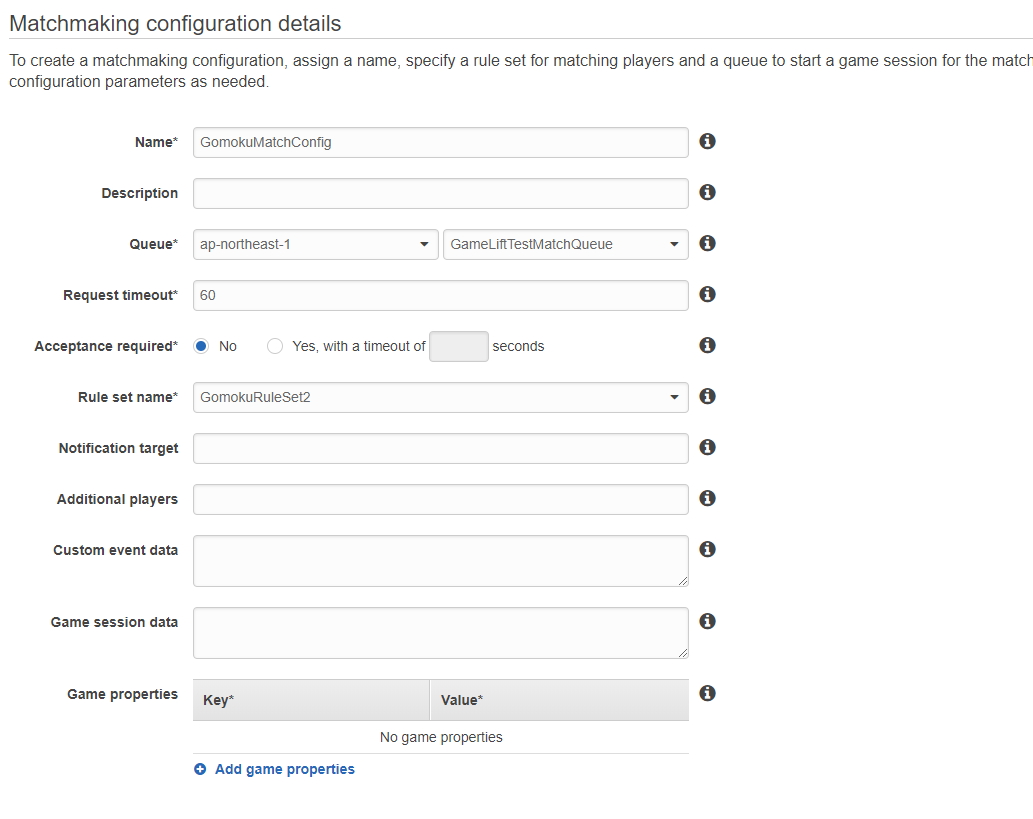 Matchmaking configuration details
To create a matchmaking configuration, assign a name, specify a rule set for matching players and a queue to start a game session for the match
configuration parameters as needed.
Name* GomokuMatchConfig
Description
Queue* ap-northeast-1 GameLiftTestMatchQueue
Request timeout* 60
Acceptance required* No Yes, with a timeout of seconds
Rule set name* GomokuRuleSet2
Notification target
Additional players
Custom event data
Game session data
Game properties Key* Value*
No game properties
Add game properties